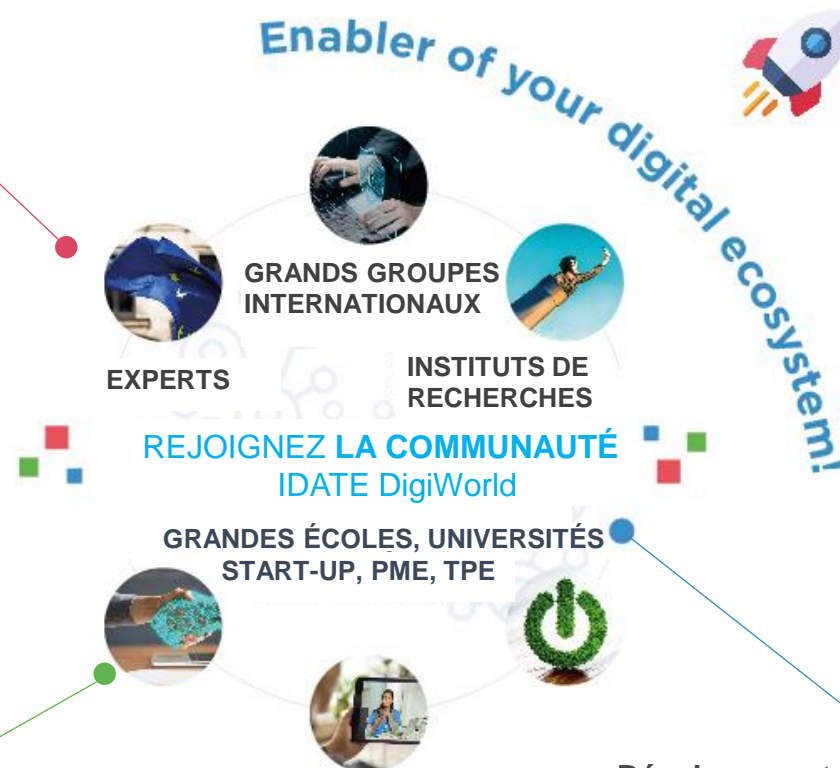 Enabler of your digital ecosystem!
GRANDS GROUPES
INTERNATIONAUX
EXPERTS
INSTITUTS DE
RECHERCHES
REJOIGNEZ LA COMMUNAUTÉ
IDATE DigiWorld
GRANDES ÉCOLES, UNIVERSITÉS
START-UP, PME, TPE